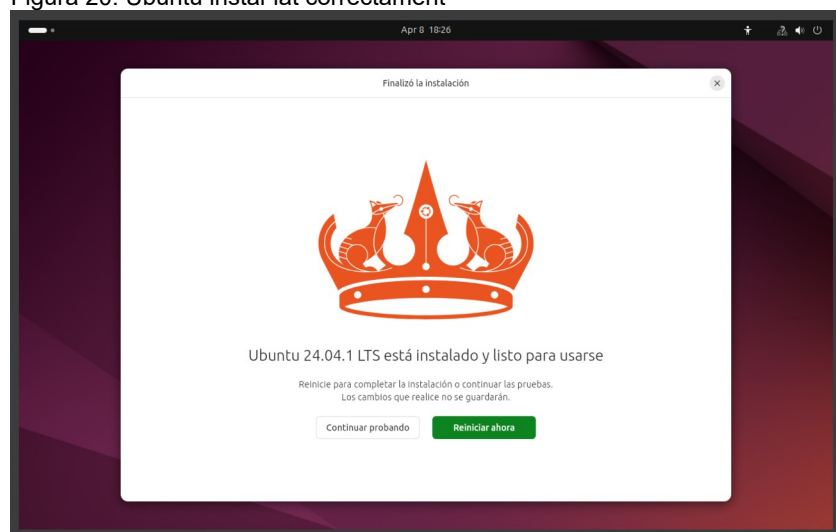 Figura 20. Ubuntu instal·lat correctament
Apr 8 18:26
Finalizó la instalación
Ubuntu 24.04.1 LTS está instalado y listo para usarse
Reinicie para completar la instalación o continuar las pruebas.
Los cambios que realice no se guardarán.
Continuar probando
Reiniciar ahora